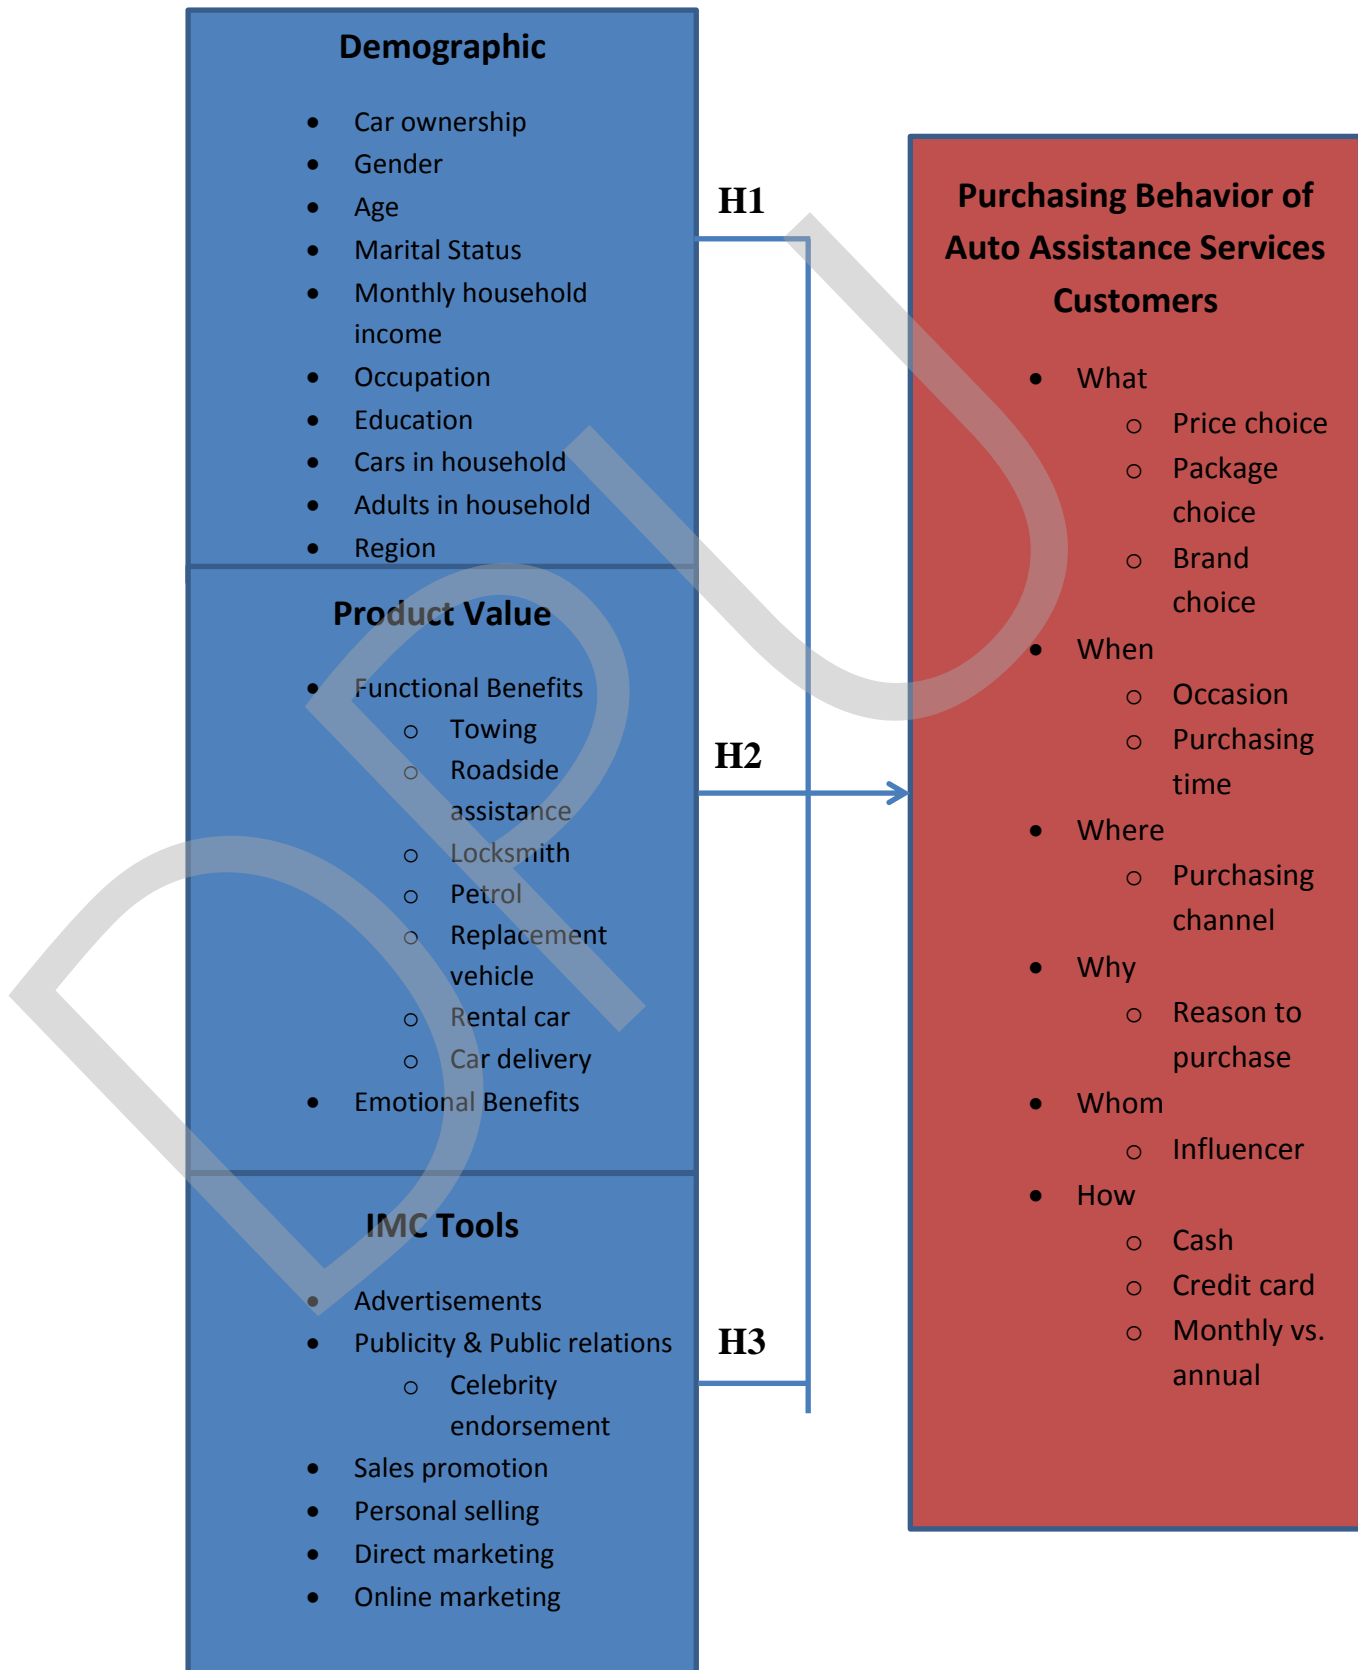 Demographic
• Car ownership
• Gender
• Age
• Marital Status
• Monthly household
income
• Occupation
• Education
• Cars in household
• Adults in household
• Region
H1
Product Value
• Functional Benefits
o Towing
o Roadside
assistance
o Locksmith
o Petrol
o Replacement
vehicle
o Rental car
o Car delivery
• Emotional Benefits
H2
IMC Tools
• Advertisements
• Publicity & Public relations
o Celebrity
endorsement
• Sales promotion
• Personal selling
• Direct marketing
• Online marketing
H3
Purchasing Behavior of
Auto Assistance Services
Customers
• What
o Price choice
o Package
choice
o Brand
choice
• When
o Occasion
o Purchasing
time
• Where
o Purchasing
channel
• Why
o Reason to
purchase
• Whom
o Influencer
• How
o Cash
o Credit card
o Monthly vs.
annual
DPU